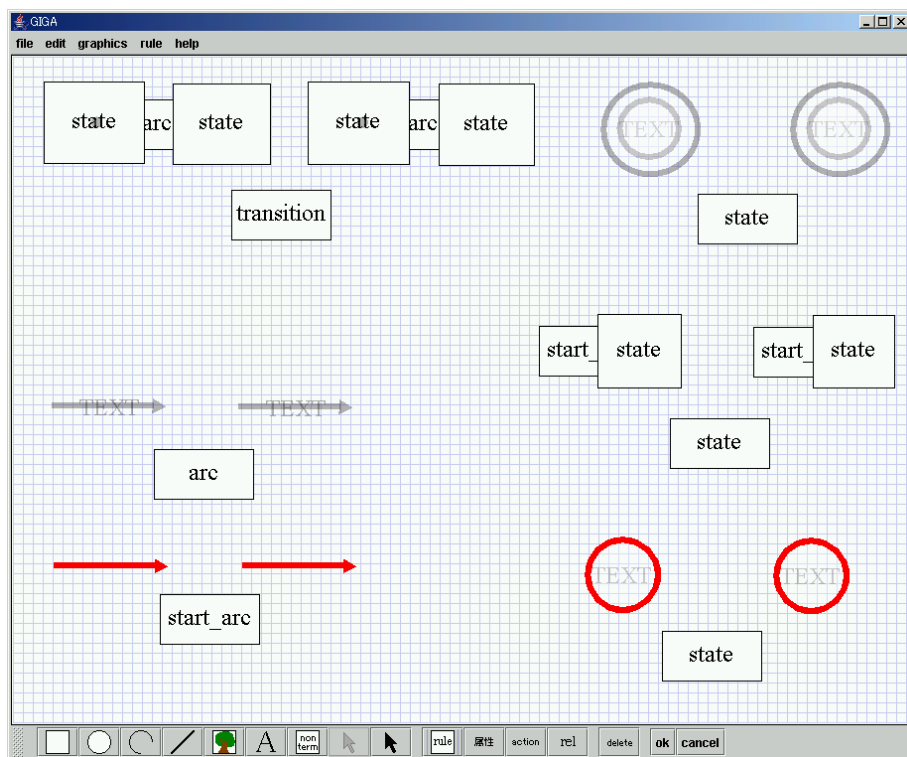 GIGA
file edit graphics rule help
state arc state state arc state TEXT TEXT
transition state
start_ state start_ state
TEXT TEXT
state
arc
TEXT TEXT
start_arc
state
A non term rule 属性 action rel delete ok cancel